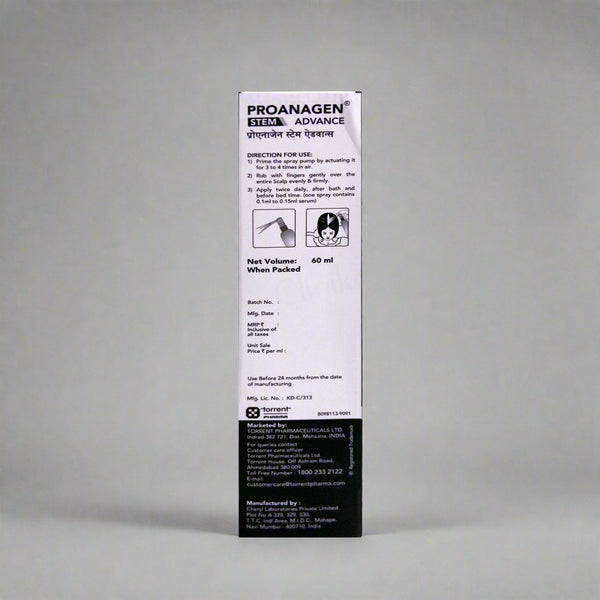 PROANAGEN®
STEM ADVANCE
प्रोएनाजेन स्टेम ऐडवान्स
DIRECTION FOR USE:
1) Prime the spray pump by actuating it
for 3 to 4 times in air.
2) Rub with fingers gently over the
entire Scalp evenly & firmly.
3) Apply twice daily, after bath and
before bed time. (one spray contains
0.1ml to 0.15ml serum)
Net Volume: 60 ml
When Packed
Batch No. :
Mfg. Date :
MRP ₹ :
Inclusive of
all taxes
Unit Sale
Price ₹ per ml :
Use Before 24 months from the date
of manufacturing
Mfg. Lic. No. : KD-C/313
torrent
PHARMA
8098113-9091
Marketed by:
TORRENT PHARMACEUTICALS LTD.
Indrad-382 721, Dist. Mehsana, INDIA
For queries contact
Customer care officer
Torrent Pharmaceuticals Ltd.
Torrent House, Off Ashram Road,
Ahmedabad 380 009
Toll Free Number : 1800 233 2122
E-mail:
customercare@torrentpharma.com
® Registered Trademark
Manufactured by :
Cheryl Laboratories Private Limited.
Plot No A-328, 329, 330,
T.T.C. Indl Area, M.I.D.C., Mahape,
Navi Mumbai - 400710. India